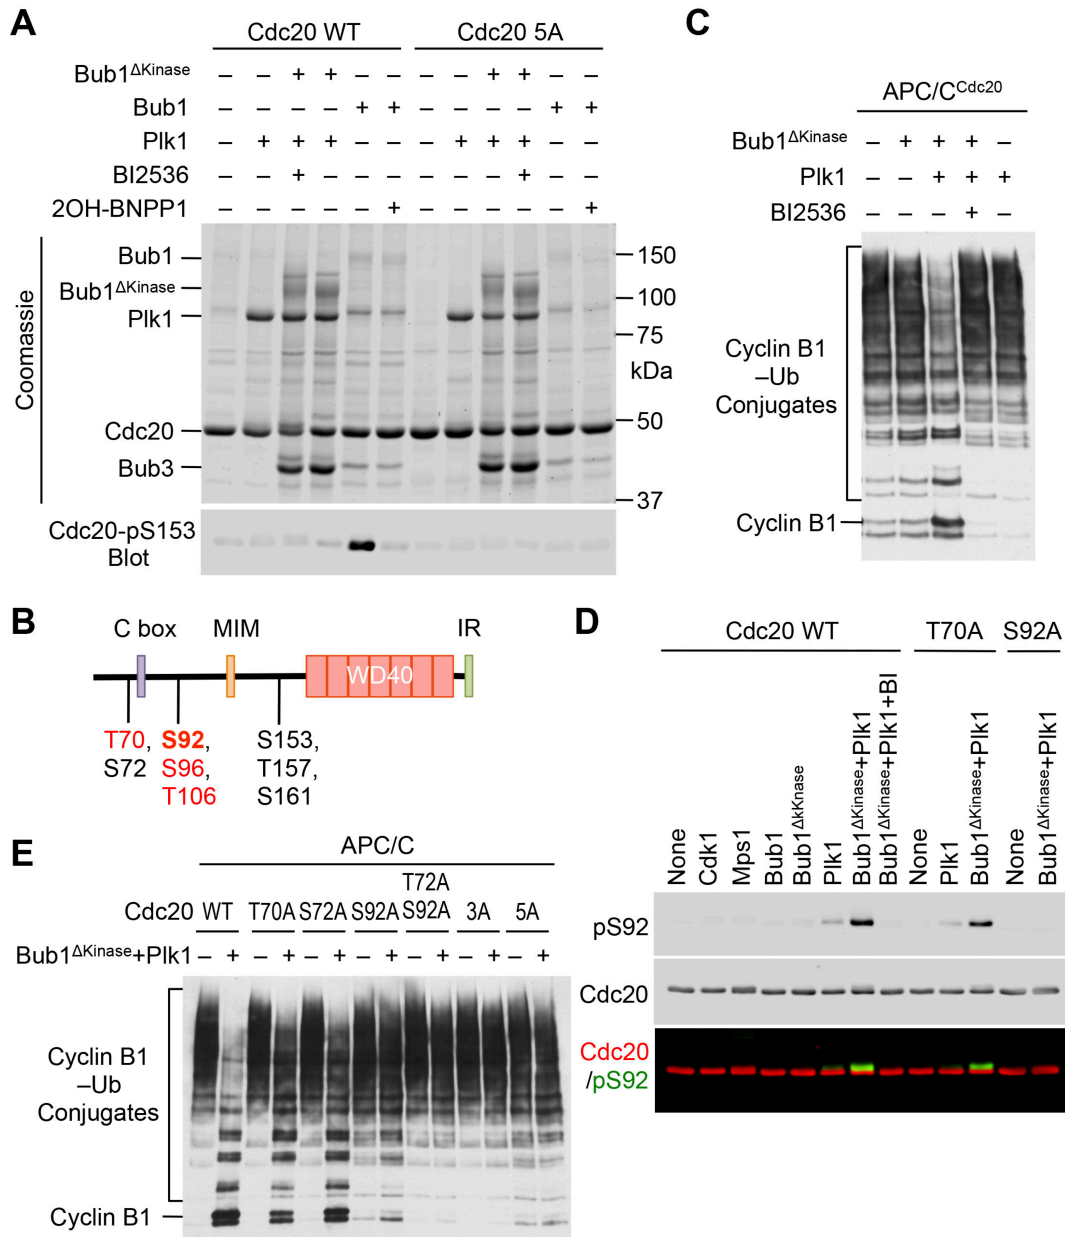 A
Cdc20 WT Cdc20 5A
Bub1ΔKinase – – + + – – – – + + – –
Bub1 – – – – + + – – – – + +
Plk1 – + + + – – – + + + – –
BI2536 – – + – – – – – – + – –
2OH-BNPP1 – – – – – + – – – – – +
Coomassie
Bub1
Bub1ΔKinase
Plk1
Cdc20
Bub3
150
100
75
kDa
50
37
Cdc20-pS153
Blot
B
C box MIM IR
WD40
T70, S92, S153,
S72 S96, T157,
T106 S161
C
APC/CCdc20
Bub1ΔKinase – + + + –
Plk1 – – + + +
BI2536 – – – + –
Cyclin B1
–Ub
Conjugates
Cyclin B1
D
Cdc20 WT T70A S92A
None
Cdk1
Mps1
Bub1
Bub1ΔkKnase
Plk1
Bub1ΔKinase+Plk1
Bub1ΔKinase+Plk1+BI
None
Plk1
Bub1ΔKinase+Plk1
None
Bub1ΔKinase+Plk1
pS92
Cdc20
Cdc20
/pS92
E
APC/C
T72A
Cdc20 WT T70A S72A S92A S92A 3A 5A
Bub1ΔKinase+Plk1 – + – + – + – + – + – + – +
Cyclin B1
–Ub
Conjugates
Cyclin B1